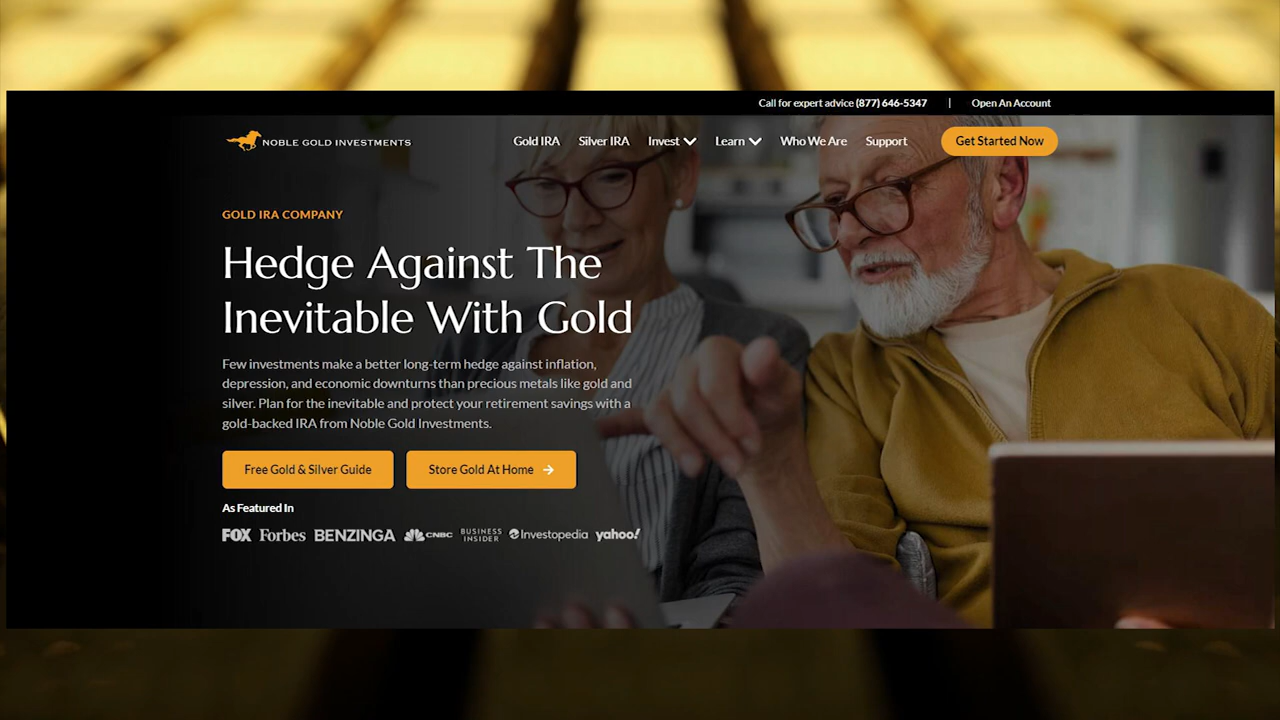 Call for expert advice (877) 646-5347 | Open An Account
NOBLE GOLD INVESTMENTS
Gold IRA Silver IRA Invest Learn Who We Are Support Get Started Now
GOLD IRA COMPANY
Hedge Against The
Inevitable With Gold
Few investments make a better long-term hedge against inflation,
depression, and economic downturns than precious metals like gold and
silver. Plan for the inevitable and protect your retirement savings with a
gold-backed IRA from Noble Gold Investments.
Free Gold & Silver Guide Store Gold At Home
As Featured In
FOX Forbes BENZINGA CNBC BUSINESS INSIDER Investopedia yahoo!